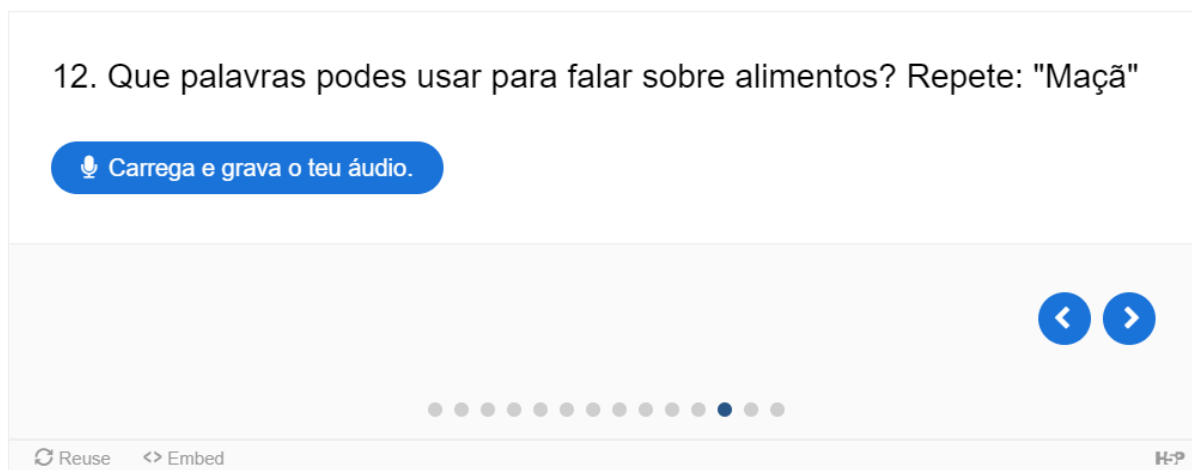 12. Que palavras podes usar para falar sobre alimentos? Repete: "Maçã"
Carrega e grava o teu áudio.
Reuse <> Embed H5P